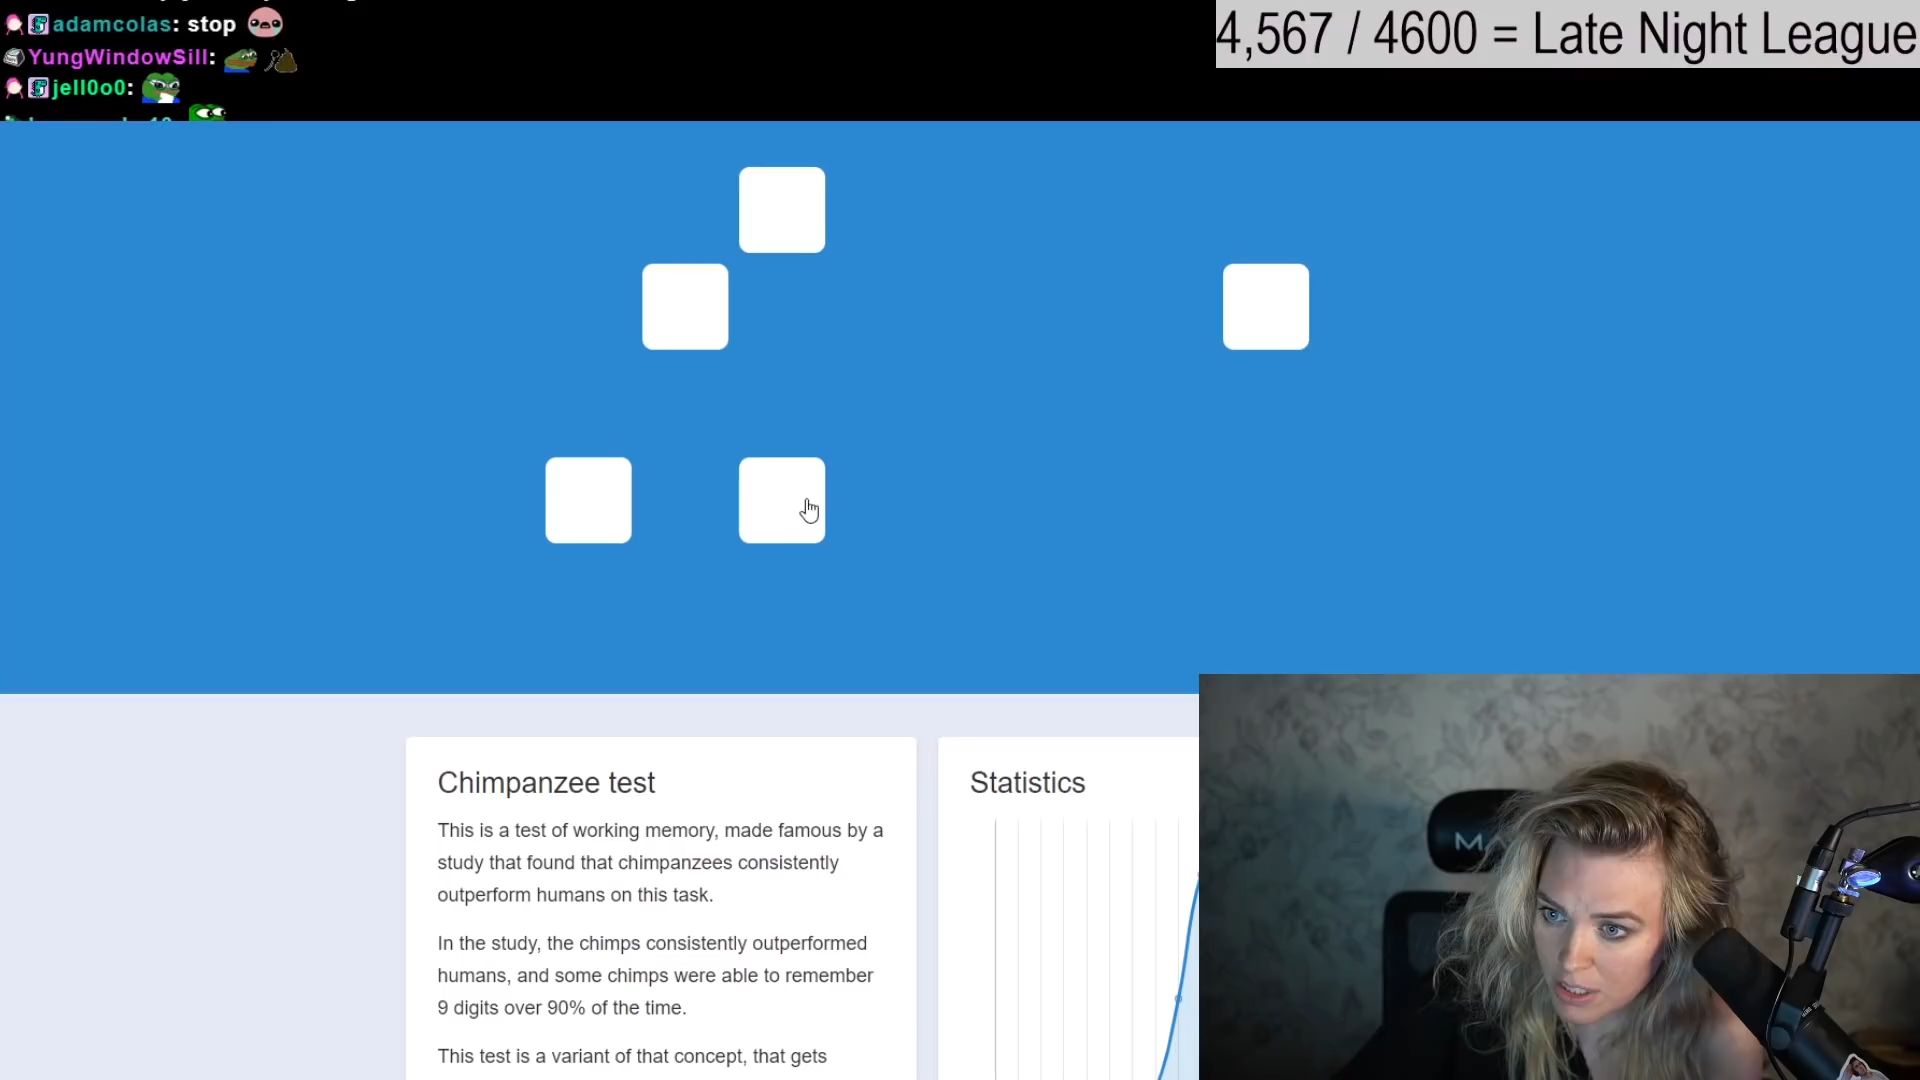 adamcolas: stop
4,567 / 4600 = Late Night League
YungWindowSill:
jell0o0:
Chimpanzee test
This is a test of working memory, made famous by a
study that found that chimpanzees consistently
outperform humans on this task.
In the study, the chimps consistently outperformed
humans, and some chimps were able to remember
9 digits over 90% of the time.
This test is a variant of that concept, that gets
Statistics